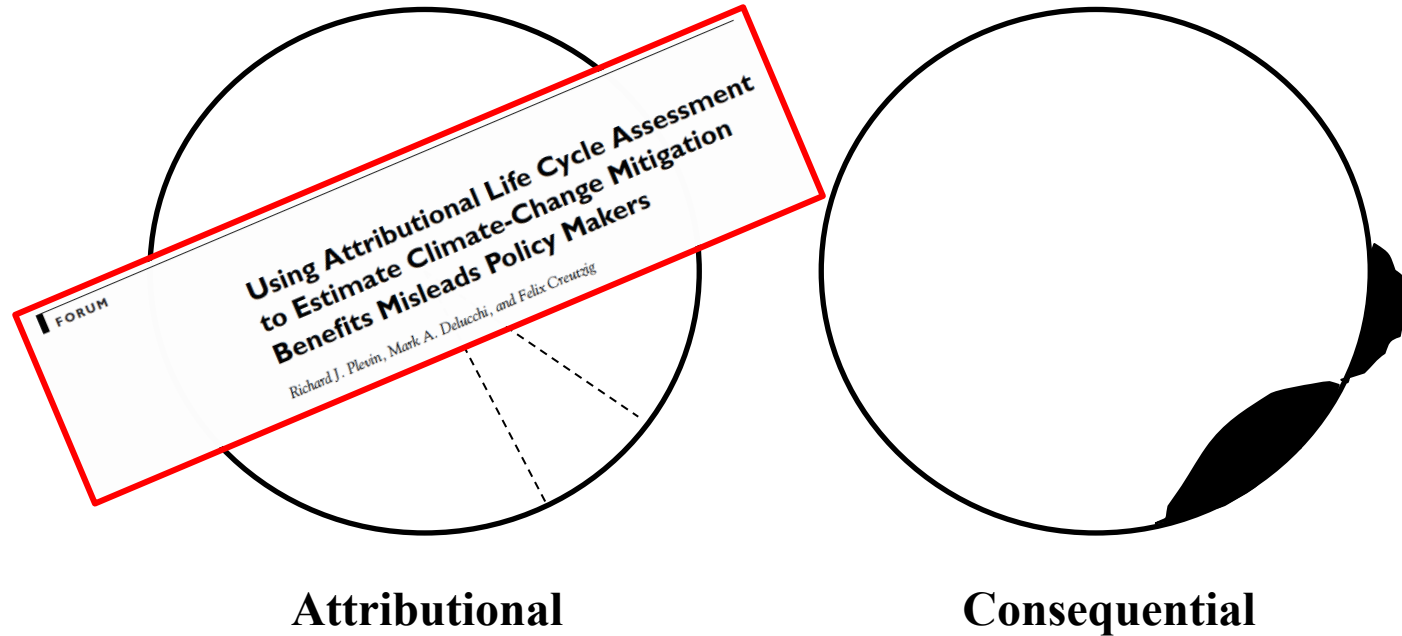 FORUM
Using Attributional Life Cycle Assessment
to Estimate Climate-Change Mitigation
Benefits Misleads Policy Makers
Richard J. Plevin, Mark A. Delucchi, and Felix Creutzig
Attributional
Consequential